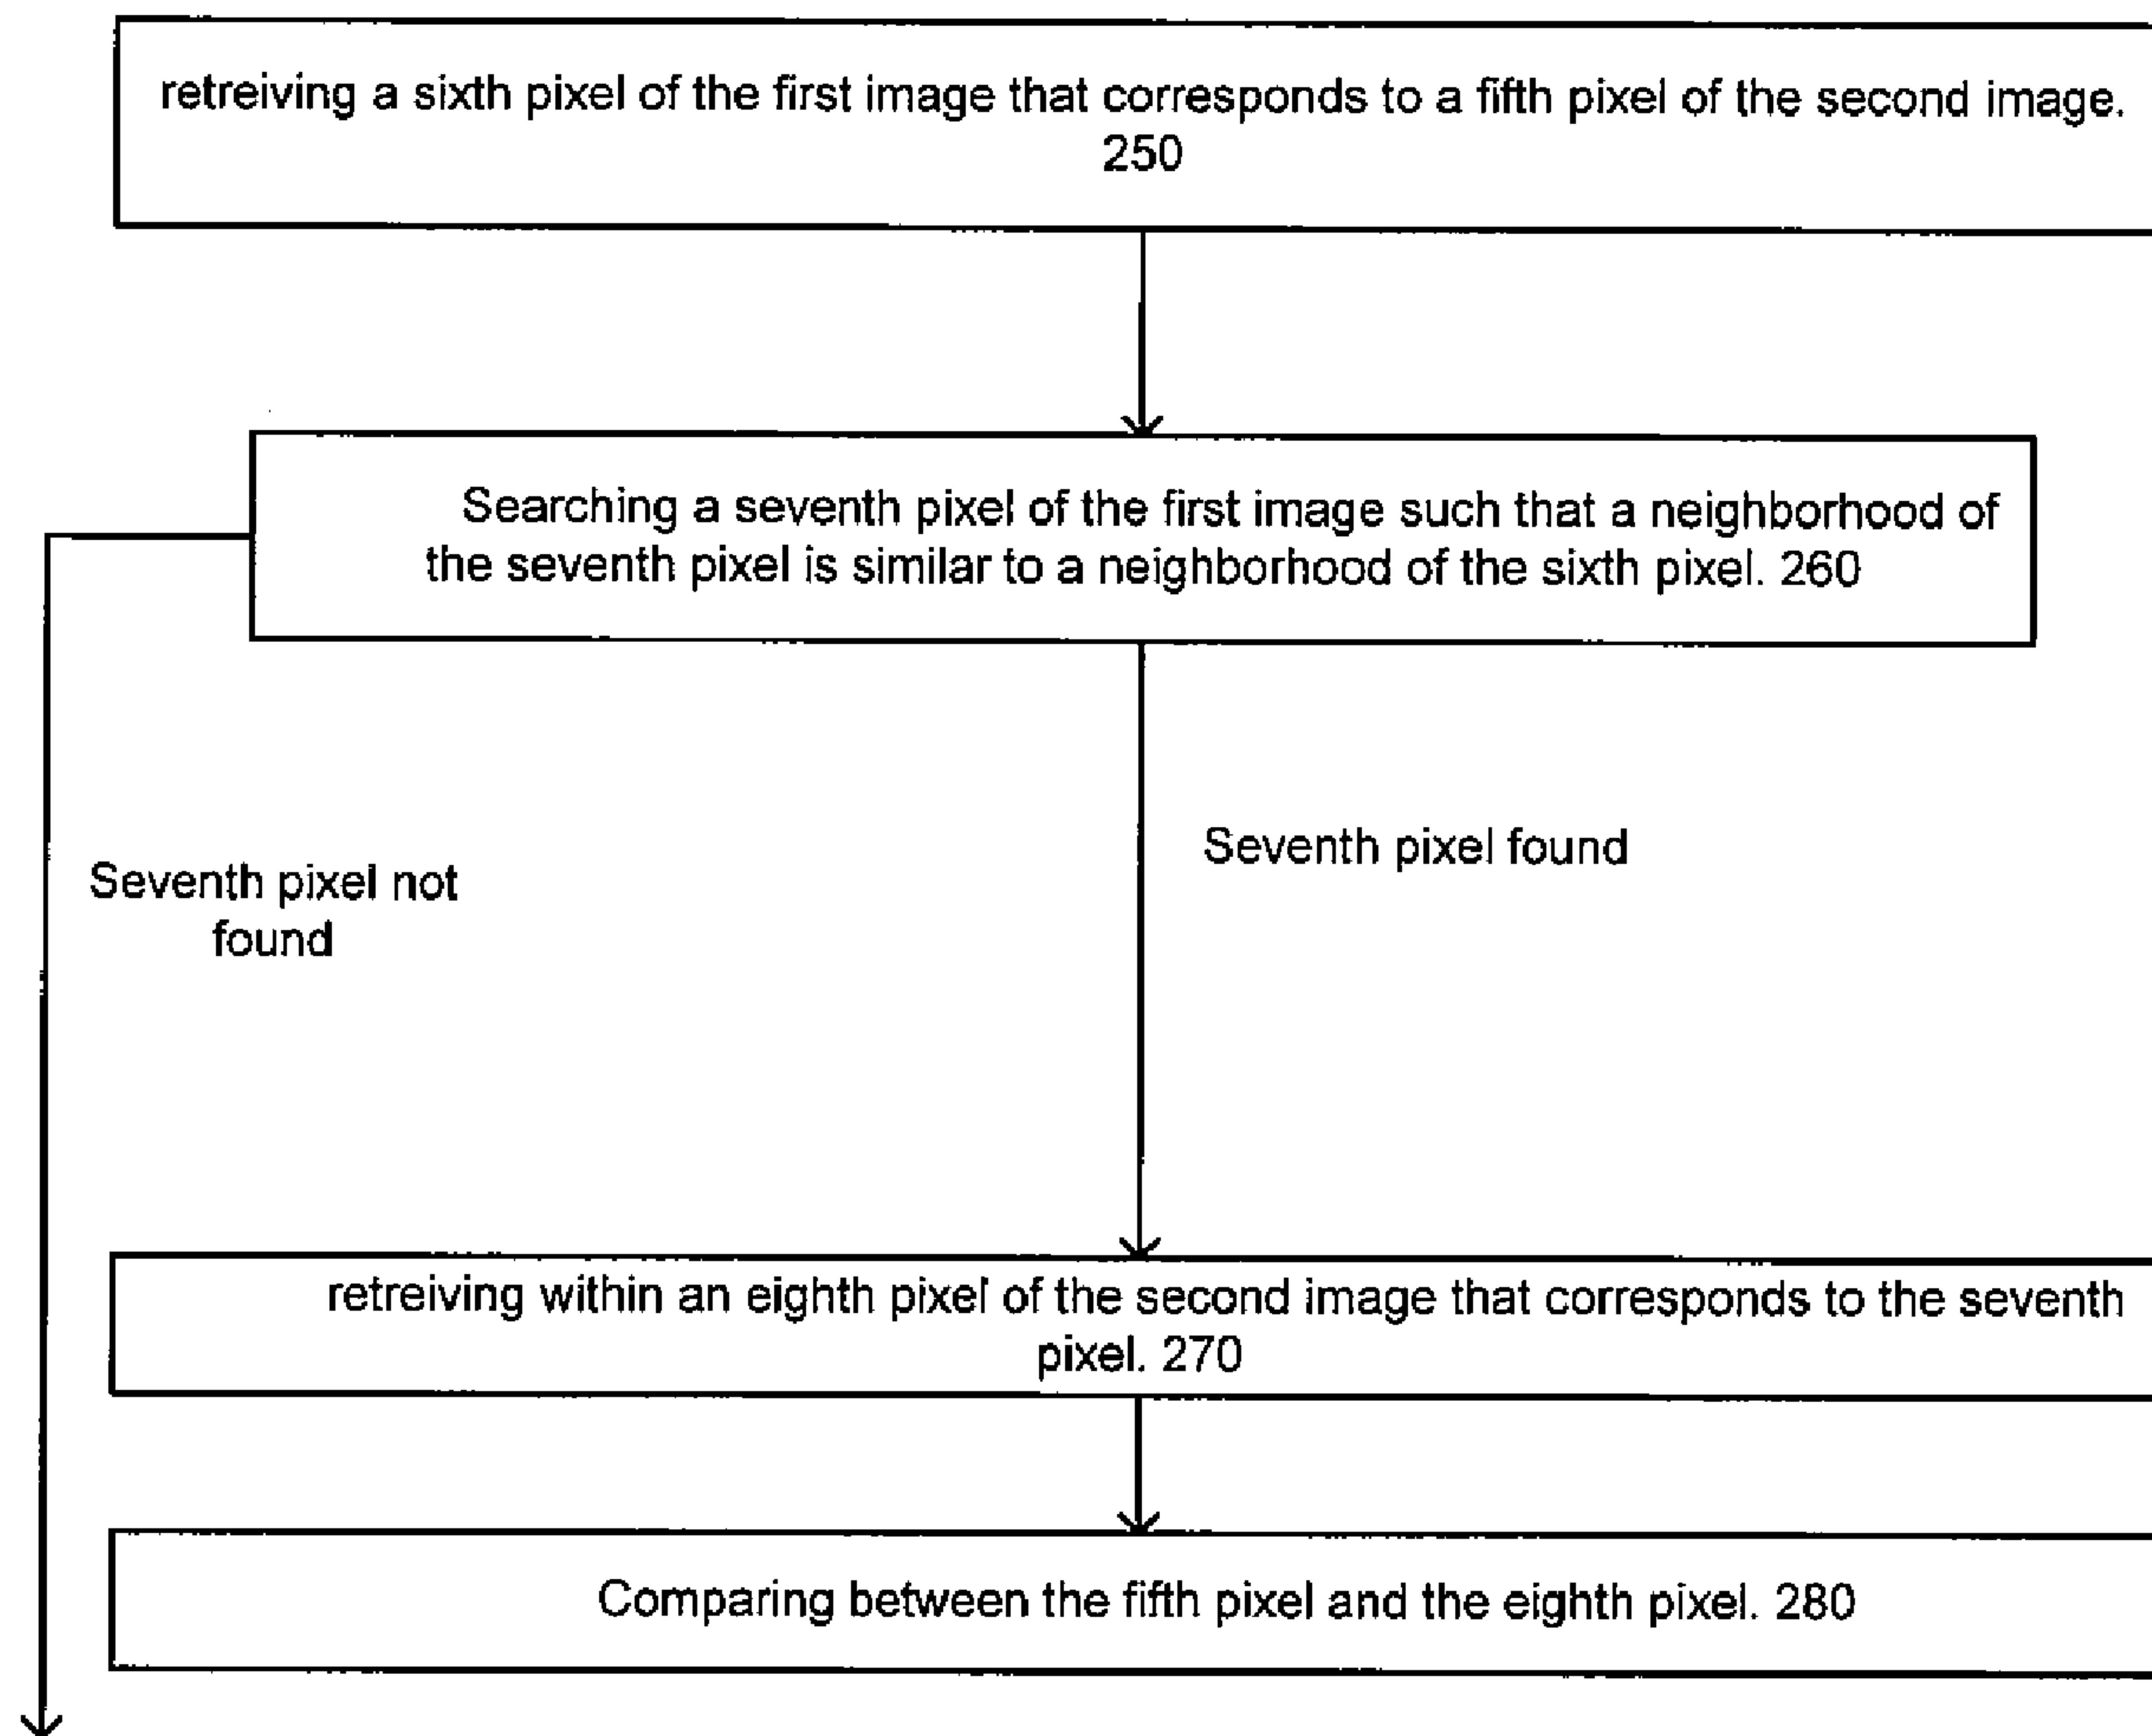 retreiving a sixth pixel of the first image that corresponds to a fifth pixel of the second image.
250
Searching a seventh pixel of the first image such that a neighborhood of
the seventh pixel is similar to a neighborhood of the sixth pixel. 260
Seventh pixel found
Seventh pixel not
found
retreiving within an eighth pixel of the second image that corresponds to the seventh
pixel. 270
Comparing between the fifth pixel and the eighth pixel. 280